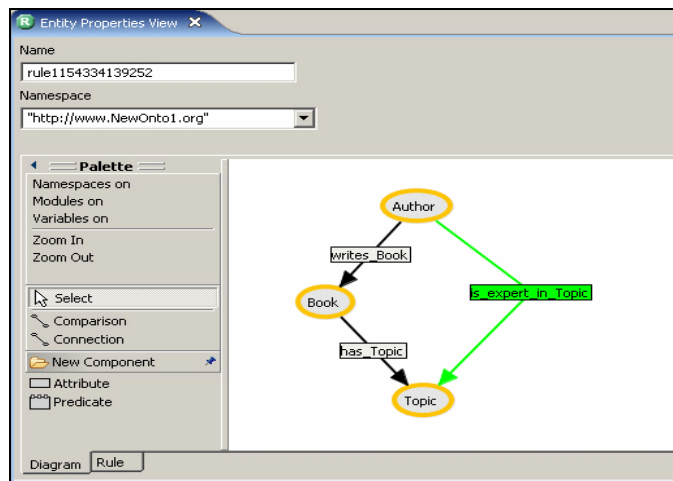 Entity Properties View
Name
rule1154334139252
Namespace
"http://www.NewOnto1.org"
Palette
Namespaces on
Modules on
Variables on
Zoom In
Zoom Out
Select
Comparison
Connection
New Component
Attribute
Predicate
Author
writes_Book
Book
is_expert_in_Topic
has_Topic
Topic
Diagram
Rule